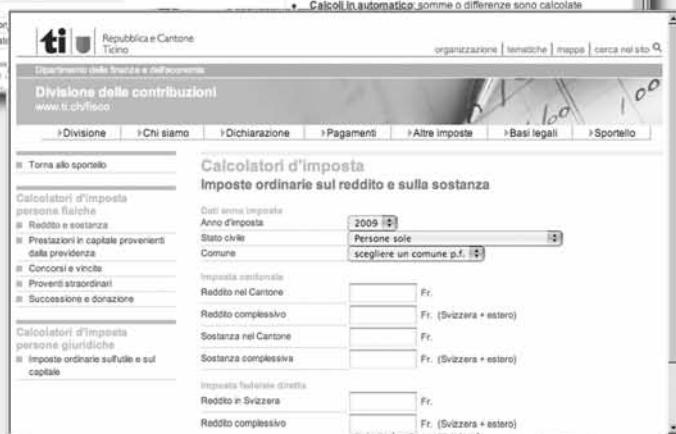 • Calcoli in automatico: somme o differenze sono calcolate
ti
Repubblica e Cantone
Ticino
organizzazione | tematiche | mappa | cerca nel sito
Dipartimento delle finanze e dell'economia
Divisione delle contribuzioni
www.ti.ch/fisco
Divisione
Chi siamo
Dichiarazione
Pagamenti
Altre imposte
Basi legali
Sportello
Torna allo sportello
Calcolatori d'imposta
persone fisiche
Reddito e sostanza
Prestazioni in capitale provenienti
dalla previdenza
Concorsi e vincite
Proventi straordinari
Successione e donazione
Calcolatori d'imposta
persone giuridiche
Imposte ordinarie sull'utile e sul
capitale
Calcolatori d'imposta
Imposte ordinarie sul reddito e sulla sostanza
Dati anno imposta
Anno d'imposta 2009
Stato civile Persone sole
Comune scegliere un comune p.f.
Imposta cantonale
Reddito nel Cantone Fr.
Reddito complessivo Fr. (Svizzera + estero)
Sostanza nel Cantone Fr.
Sostanza complessiva Fr. (Svizzera + estero)
Imposta federale diretta
Reddito in Svizzera Fr.
Reddito complessivo Fr. (Svizzera + estero)